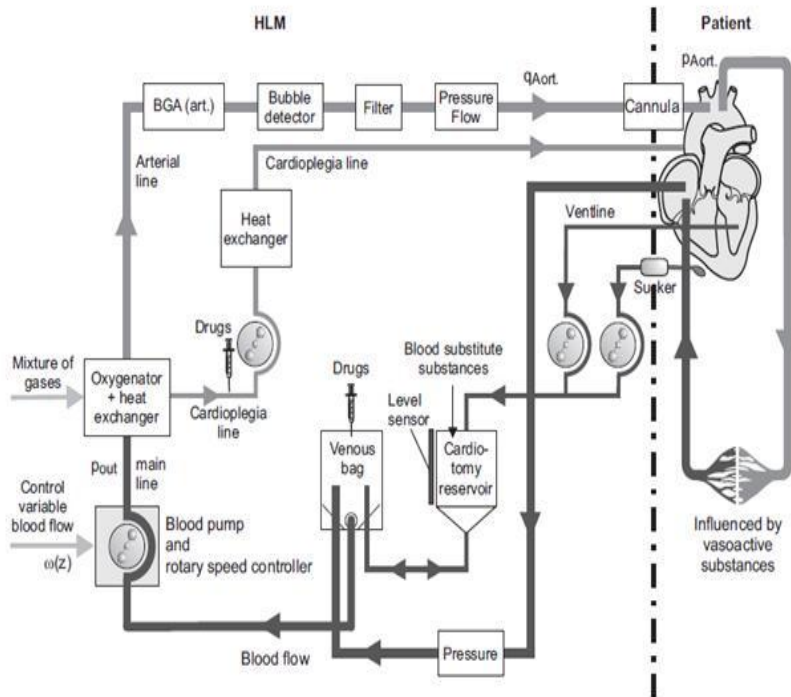 HLM
Patient
pAort.
qAort.
BGA (art.)
Bubble
detector
Filter
Pressure
Flow
Cannula
Arterial
line
Cardioplegia line
Heat
exchanger
Ventline
Sucker
Drugs
Mixture of
gases
Oxygenator
+ heat
exchanger
Cardioplegia
line
Drugs
Blood substitute
substances
Level
sensor
Venous
bag
Cardio-
tomy
reservoir
pout
main
line
Control
variable
blood flow
ω(z)
Blood pump
and
rotary speed controller
Influenced by
vasoactive
substances
Blood flow
Pressure